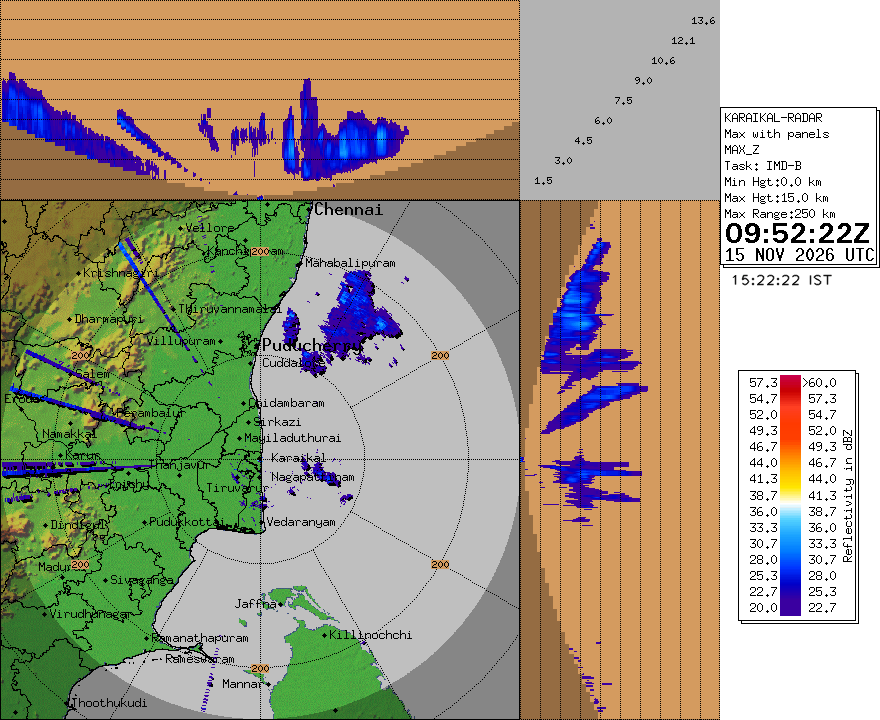 13.6
12.1
10.6
9.0
7.5
6.0
4.5
3.0
1.5
KARAIKAL-RADAR
Max with panels
MAX_Z
Task: IMD-B
Min Hgt:0.0 km
Max Hgt:15.0 km
Max Range:250 km
09:52:22Z
15 NOV 2026 UTC
15:22:22 IST
Chennai
Vellore
200
Mahabalipuram
Krishnagiri
Thiruvannamalai
Dharmapuri
Villupuram
Puducherry
200
200
Cuddal
Salem
Chidambaram
Perambalur
Sirkazi
Namakkal
Mayiladuthurai
Karur
Thanjavur
Karaikal
Nagapattinam
Tiruvarur
Dindigul
Pudukkottai
Vedaranyam
200
200
Sivaganga
Jaffna
Virudhunagar
Ramanathapuram
Killinochchi
Rameswaram
200
Mannar
Thoothukudi
57.3 >60.0
54.7 57.3
52.0 54.7
49.3 52.0
46.7 49.3
44.0 46.7
41.3 44.0
38.7 41.3
36.0 38.7
33.3 36.0
30.7 33.3
28.0 30.7
25.3 28.0
22.7 25.3
20.0 22.7
Reflectivity in dBZ